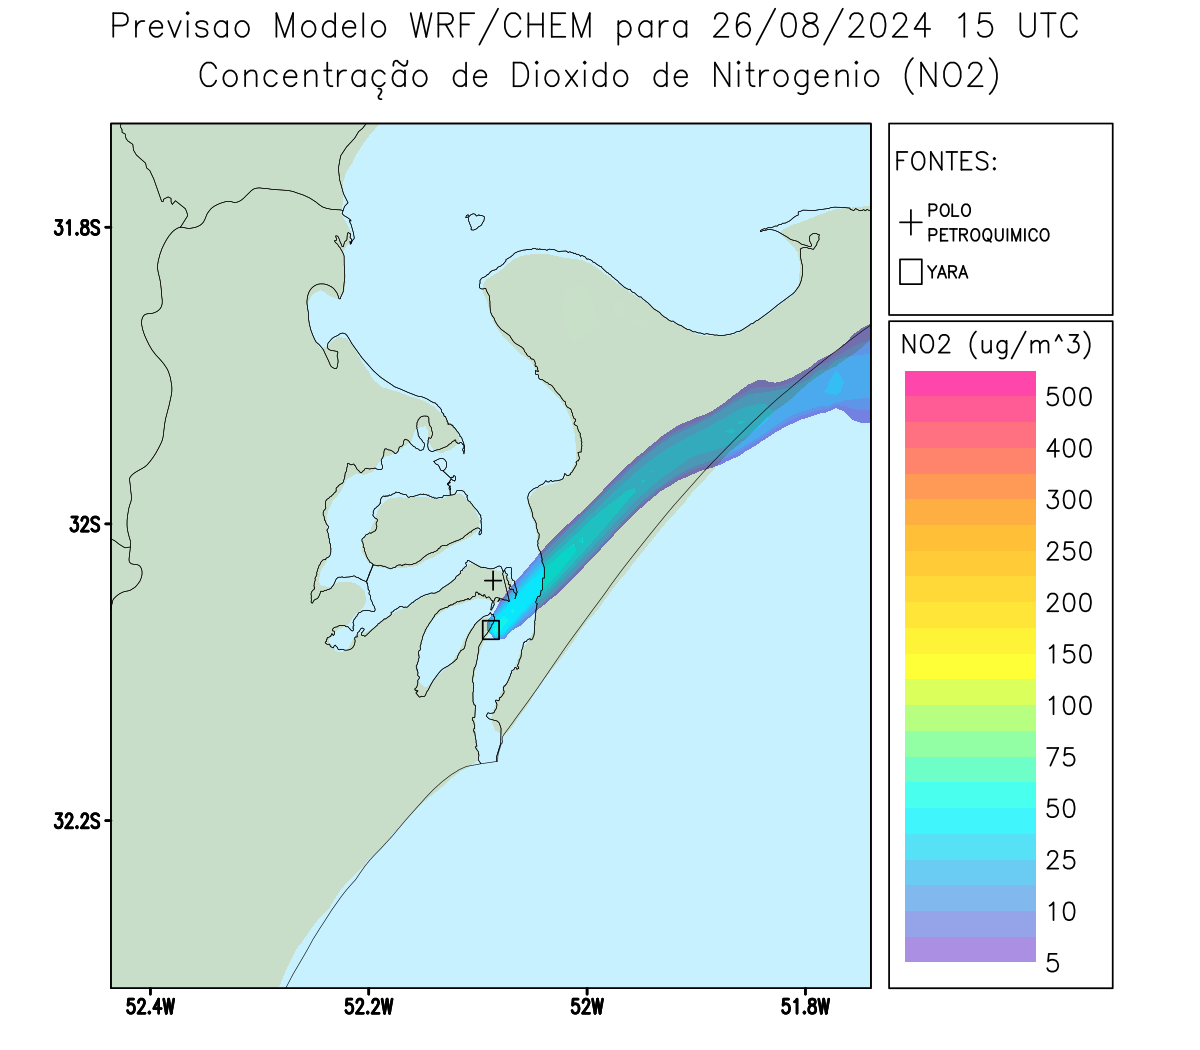 Previsao Modelo WRF/CHEM para 26/08/2024 15 UTC
Concentração de Dioxido de Nitrogenio (NO2)
FONTES:
POLO
PETROQUIMICO
YARA
NO2 (ug/m^3)
500
400
300
250
200
150
100
75
50
25
10
5
31.8S
32S
32.2S
52.4W
52.2W
52W
51.8W